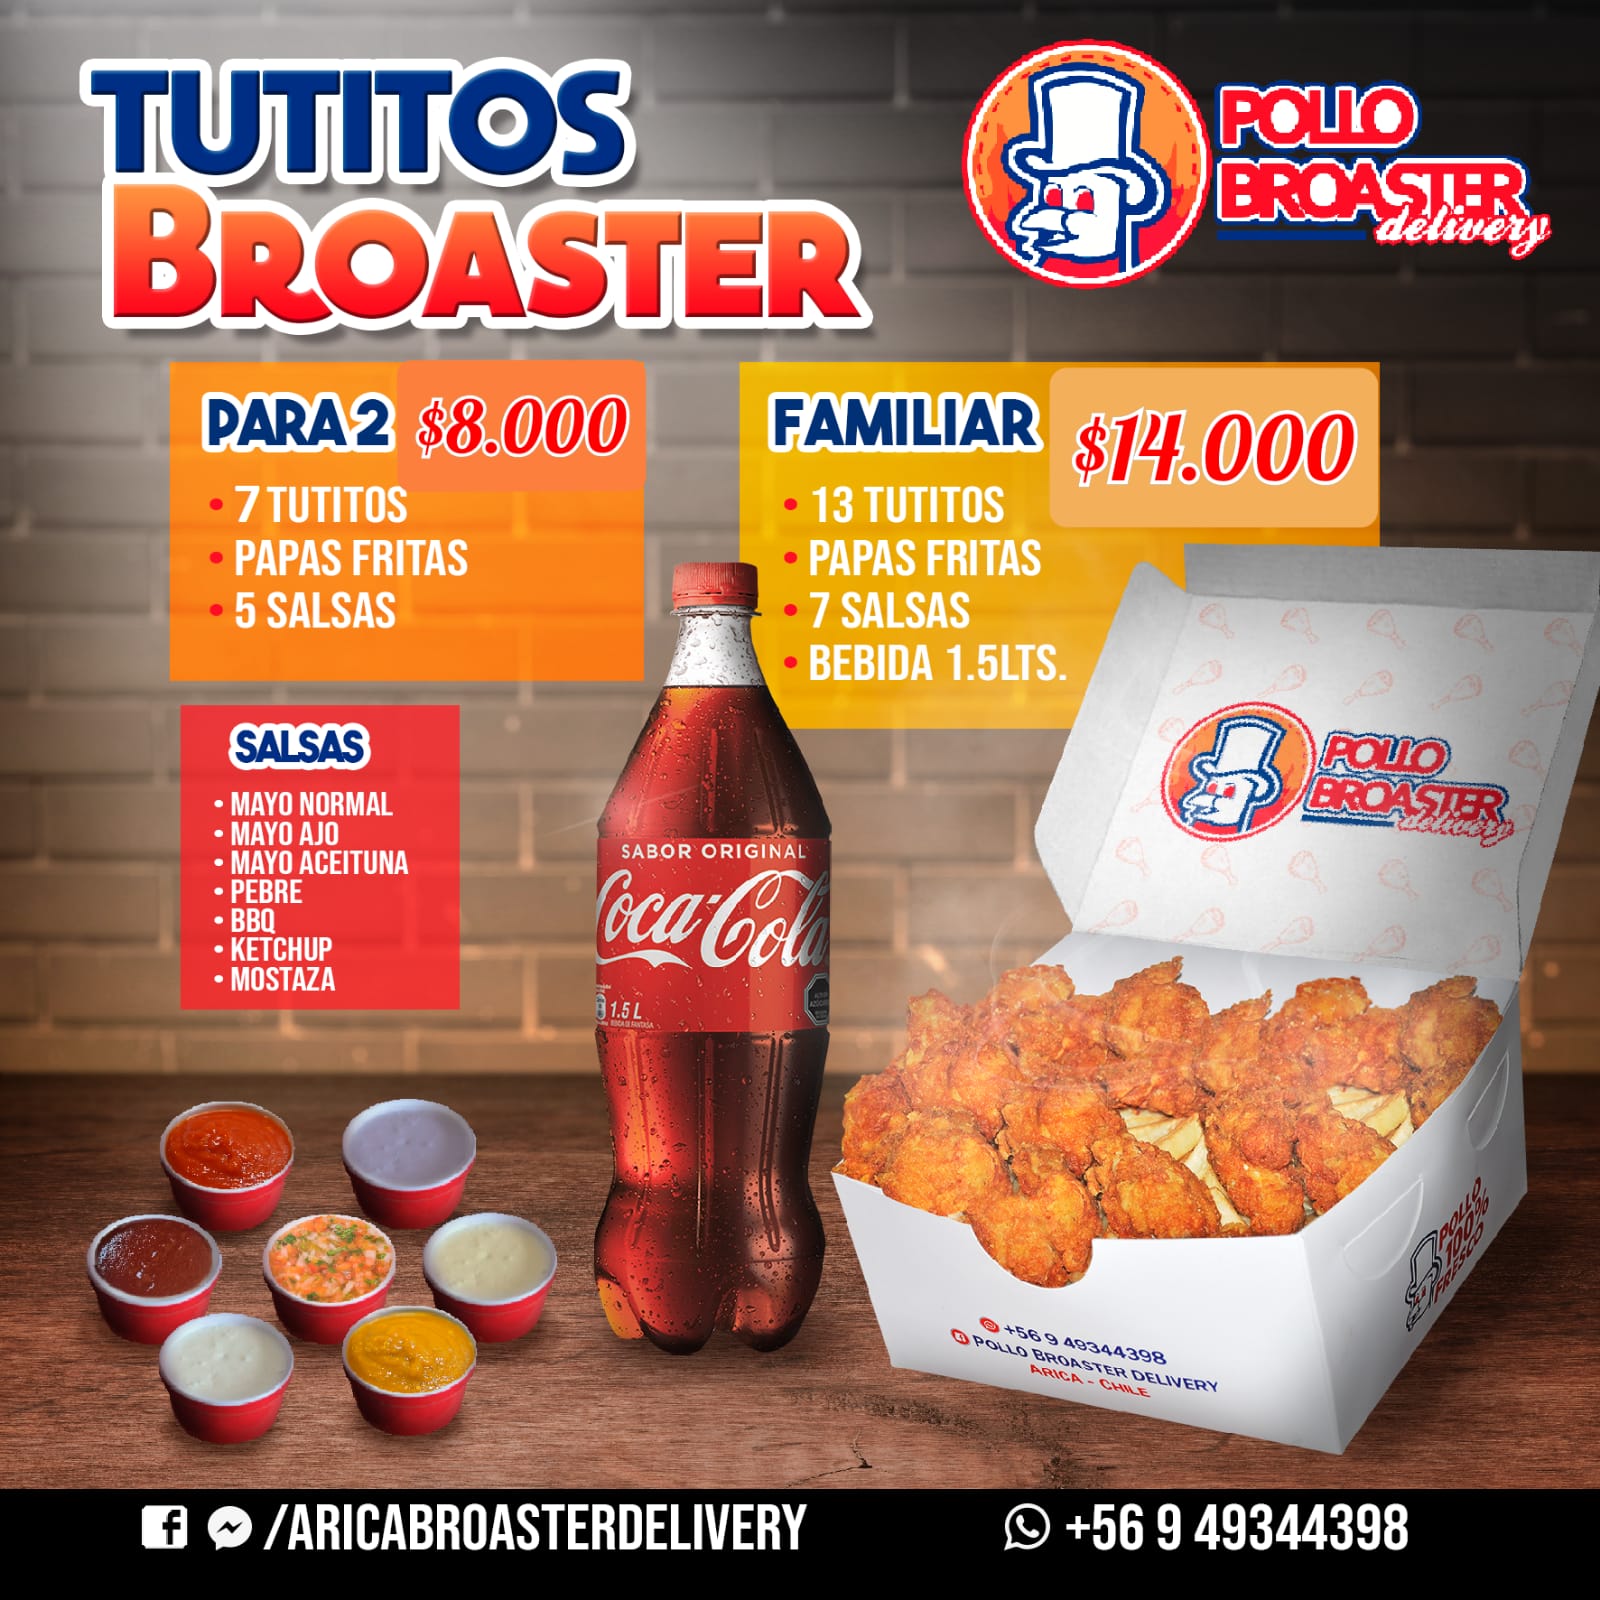 TUTITOS
BROASTER
POLLO
BROASTER
delivery
PARA 2 $8.000
• 7 TUTITOS
• PAPAS FRITAS
• 5 SALSAS
FAMILIAR $14.000
• 13 TUTITOS
• PAPAS FRITAS
• 7 SALSAS
• BEBIDA 1.5LTS.
SALSAS
• MAYO NORMAL
• MAYO AJO
• MAYO ACEITUNA
• PEBRE
• BBQ
• KETCHUP
• MOSTAZA
SABOR ORIGINAL
Coca-Cola
1.5 L
POLLO
BROASTER
delivery
POLLO
100%
FRESCO
+56 9 49344398
POLLO BROASTER DELIVERY
ARICA - CHILE
/ARICABROASTERDELIVERY
+56 9 49344398